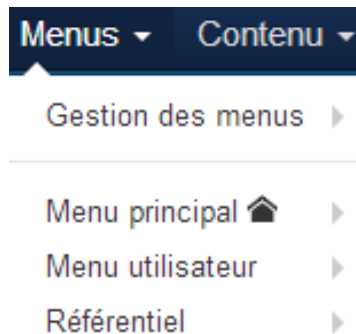 Menus Contenu
Gestion des menus
Menu principal
Menu utilisateur
Référentiel